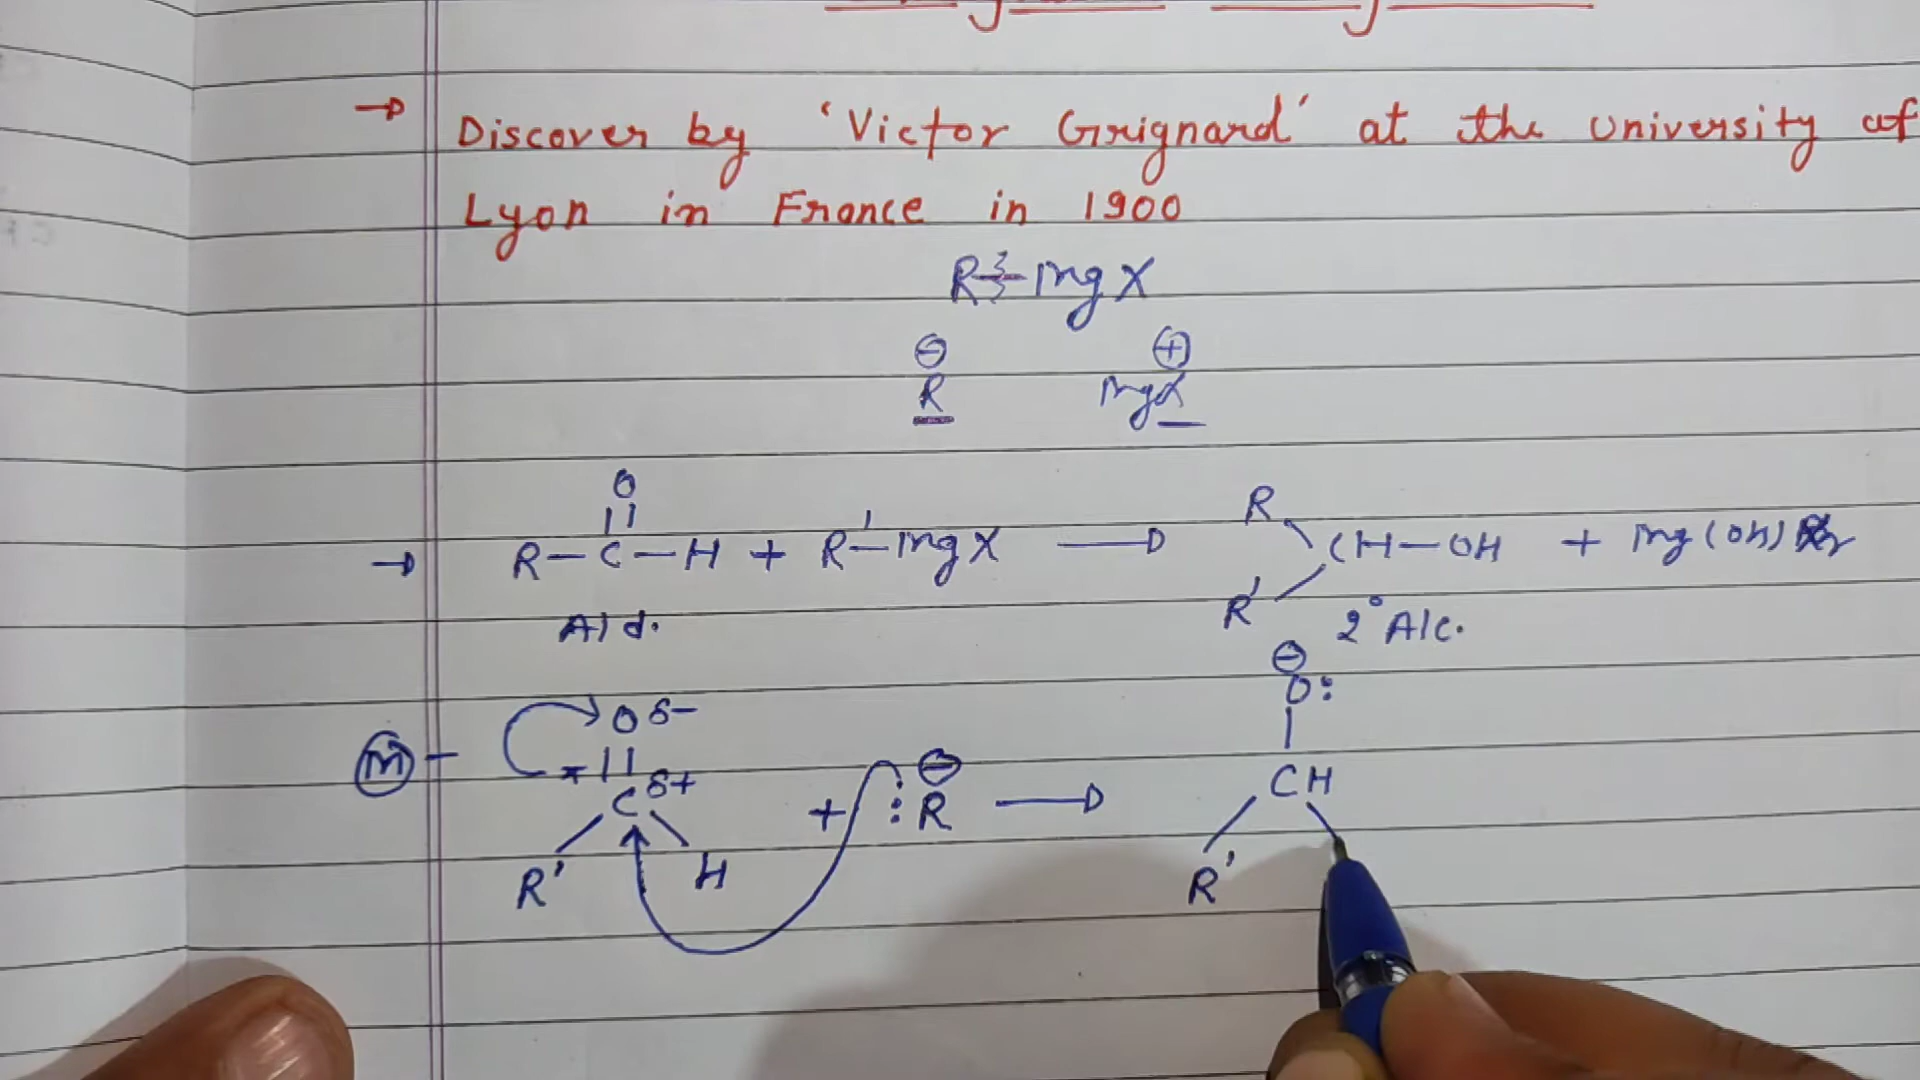 → Discover by 'Victor Grignard' at the University of
Lyon in France in 1900
R-MgX
⊖ ⊕
R MgX
O
||
→ R-C-H + R'-MgX → R R' CH-OH + Mg(OH)
Ald. 2° Alc.
⊖
O δ- O:
M - || |
C δ+ + :R ⊖ → CH
R' H R'